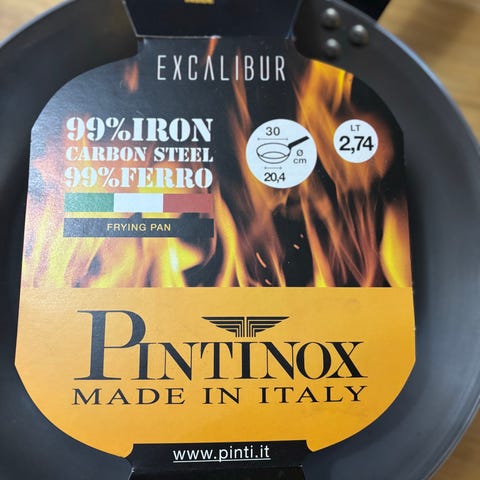 EXCALIBUR
99%IRON
CARBON STEEL
99%FERRO
FRYING PAN
30
Ø
cm
20,4
LT
2,74
PINTINOX
MADE IN ITALY
www.pinti.it